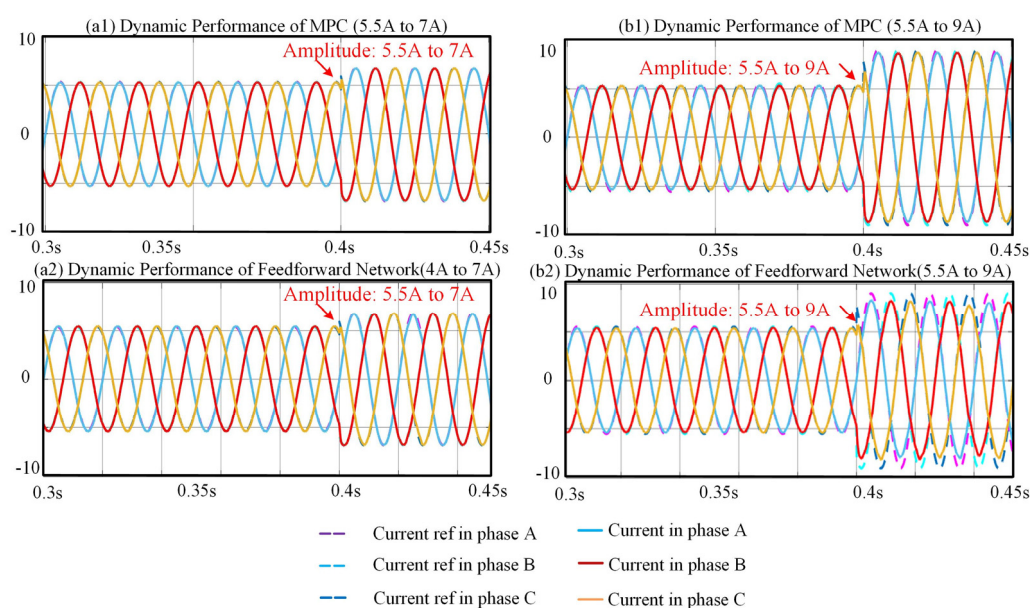 (a1) Dynamic Performance of MPC (5.5A to 7A)
Amplitude: 5.5A to 7A
10
0
-10
0.3s
0.35s
0.4s
0.45s
(b1) Dynamic Performance of MPC (5.5A to 9A)
Amplitude: 5.5A to 9A
10
0
-10
0.3s
0.35s
0.4s
0.45s
(a2) Dynamic Performance of Feedforward Network(4A to 7A)
Amplitude: 5.5A to 7A
10
0
-10
0.3s
0.35s
0.4s
0.45s
(b2) Dynamic Performance of Feedforward Network(5.5A to 9A)
Amplitude: 5.5A to 9A
10
0
-10
0.3s
0.35s
0.4s
0.45s
Current ref in phase A
Current in phase A
Current ref in phase B
Current in phase B
Current ref in phase C
Current in phase C